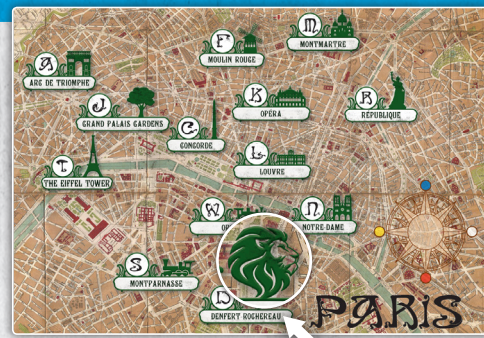 M
MONTMARTRE
F
MOULIN ROUGE
A
ARC DE TRIOMPHE
J
GRAND PALAIS GARDENS
K
OPERA
R
RÉPUBLIQUE
C
CONCORDE
T
THE EIFFEL TOWER
L
LOUVRE
W
N
NOTRE-DAME
S
MONTPARNASSE
DENFERT-ROCHEREAU
PARIS